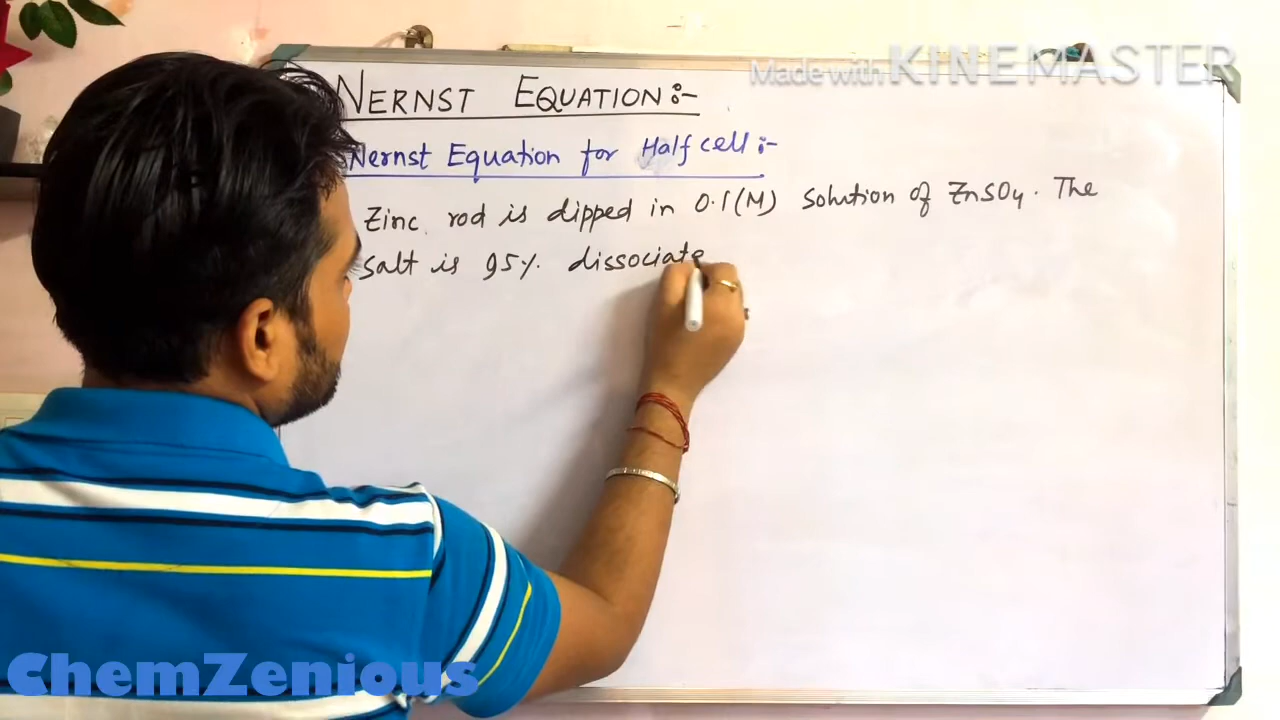 Made with KINEMASTER
NERNST EQUATION:-
Nernst Equation for Half cell:-
Zinc rod is dipped in 0.1(M) solution of ZnSO4. The
salt is 95% dissociate
ChemZenious